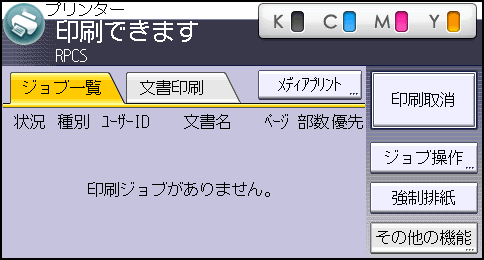 プリンター
印刷できます
RPCS
K C M Y
ジョブ一覧 文書印刷 ﾒﾃﾞｨｱﾌﾟﾘﾝﾄ...
印刷取消
状況 種別 ﾕｰｻﾞｰID 文書名 ﾍﾟｰｼﾞ 部数 優先
ジョブ操作...
印刷ジョブがありません。
強制排紙
その他の機能...